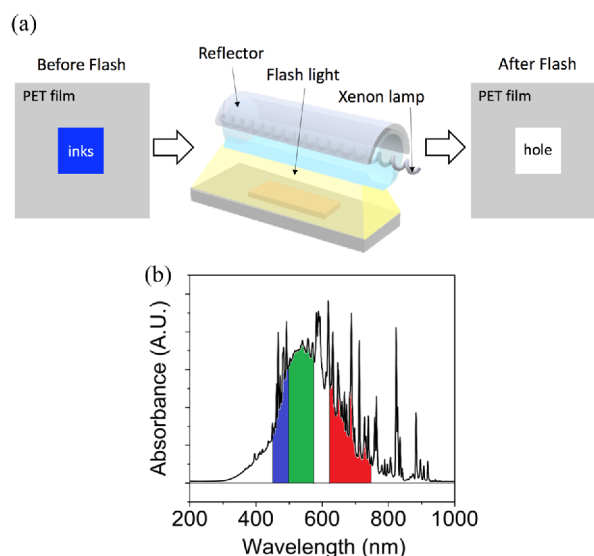 (a)
Before Flash
PET film
inks
Reflector
Flash light
Xenon lamp
After Flash
PET film
hole
(b)
Absorbance (A.U.)
200 400 600 800 1000
Wavelength (nm)